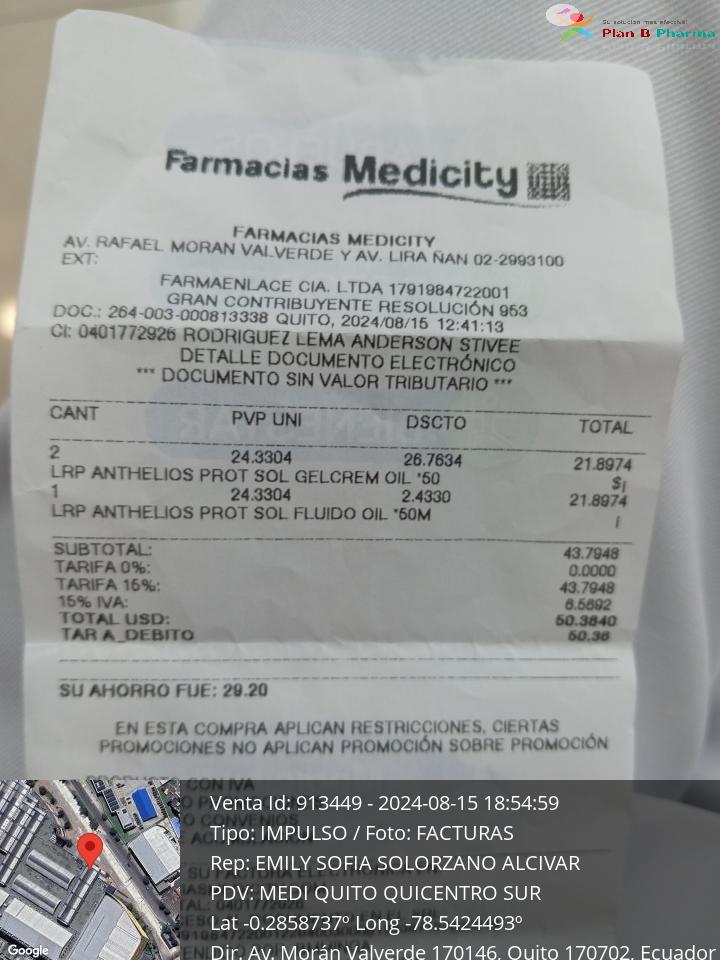 Su solución más efectiva!
Plan B Pharma
Farmacias Medicity
FARMACIAS MEDICITY
AV. RAFAEL MORAN VALVERDE Y AV. LIRA ÑAN 02-2993100
EXT:
FARMAENLACE CIA. LTDA 1791984722001
GRAN CONTRIBUYENTE RESOLUCIÓN 953
DOC.: 264-003-000813338 QUITO, 2024/08/15 12:41:13
CI: 0401772926 RODRIGUEZ LEMA ANDERSON STIVEE
DETALLE DOCUMENTO ELECTRÓNICO
*** DOCUMENTO SIN VALOR TRIBUTARIO ***
CANT PVP UNI DSCTO TOTAL
2 24.3304 26.7634 21.8974
LRP ANTHELIOS PROT SOL GELCREM OIL *50 $
1 24.3304 2.4330 21.8974
LRP ANTHELIOS PROT SOL FLUIDO OIL *50M
SUBTOTAL: 43.7948
TARIFA 0%: 0.0000
TARIFA 15%: 43.7948
15% IVA: 6.5692
TOTAL USD: 50.3640
TAR A_DEBITO 50.36
SU AHORRO FUE: 29.20
EN ESTA COMPRA APLICAN RESTRICCIONES, CIERTAS
PROMOCIONES NO APLICAN PROMOCIÓN SOBRE PROMOCIÓN
CON IVA
Venta Id: 913449 - 2024-08-15 18:54:59
Tipo: IMPULSO / Foto: FACTURAS
Rep: EMILY SOFIA SOLORZANO ALCIVAR
PDV: MEDI QUITO QUICENTRO SUR
Lat -0.2858737º Long -78.5424493º
Dir. Av. Morán Valverde 170146, Quito 170702, Ecuador
Google